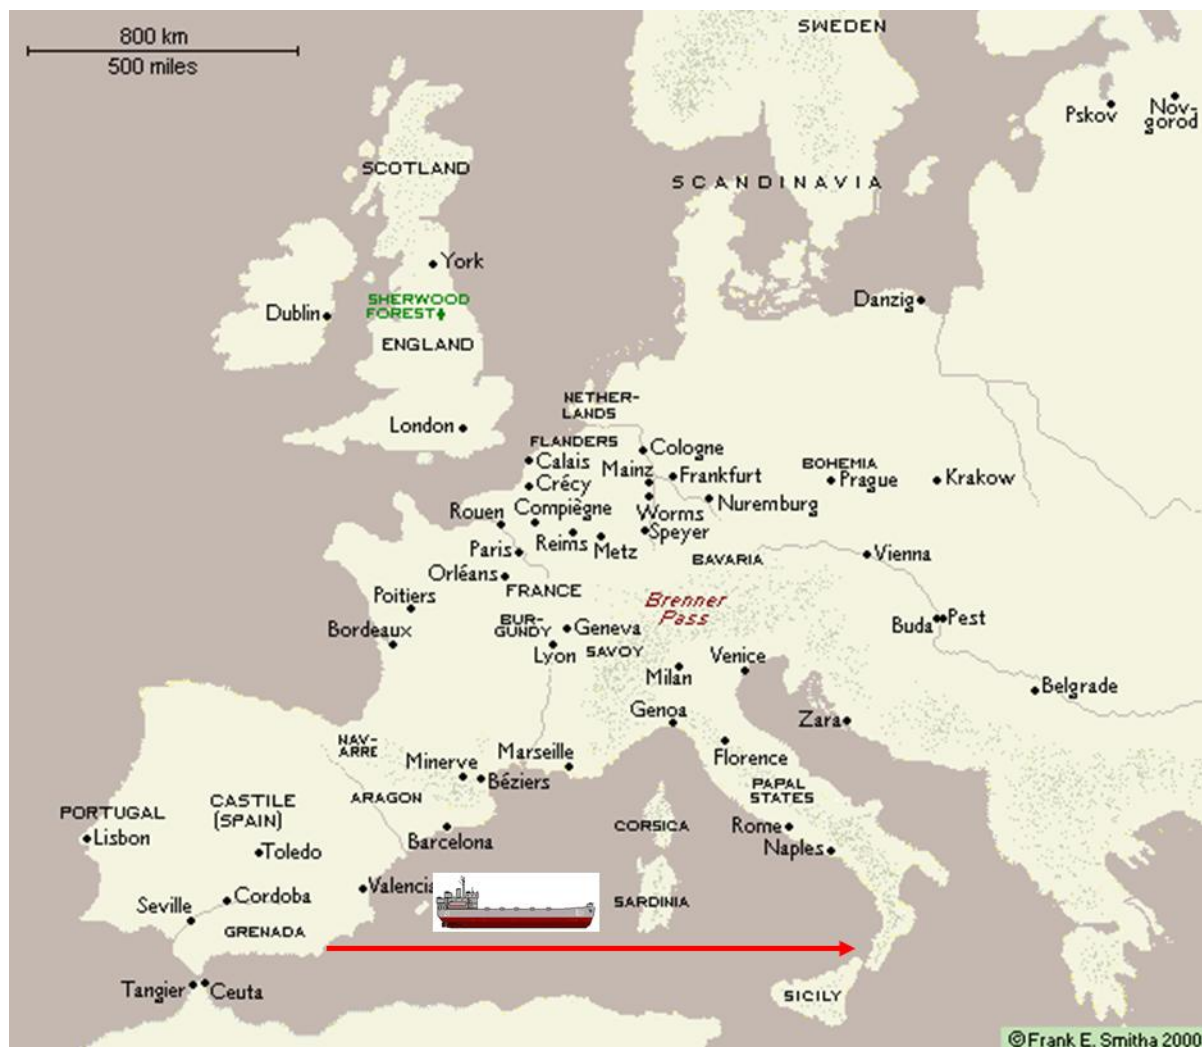 800 km
500 miles
SWEDEN
Pskov
Nov-
gorod
SCOTLAND
SCANDINAVIA
York
SHERWOOD
FOREST
Dublin
Danzig
ENGLAND
NETHER-
LANDS
London
FLANDERS
Cologne
Calais
Mainz
Frankfurt
BOHEMIA
Prague
Krakow
Crécy
Nuremburg
Compiègne
Rouen
Worms
Speyer
Paris
Reims
Metz
Vienna
BAVARIA
Orléans
FRANCE
Poitiers
Brenner
Pass
BUR-
GUNDY
Geneva
Buda
Pest
Bordeaux
Lyon
SAVOY
Venice
Milan
Belgrade
Genoa
Zara
NAV-
ARRE
Minerve
Marseille
Florence
Béziers
PAPAL
STATES
ARAGON
CASTILE
(SPAIN)
PORTUGAL
Lisbon
CORSICA
Rome
Barcelona
Toledo
Naples
Valencia
Cordoba
SARDINIA
Seville
GRENADA
Tangier
Ceuta
SICILY
©Frank E. Smitha 2000